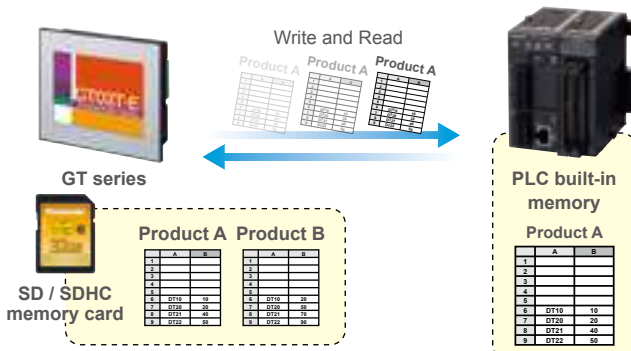 Write and Read
Product A Product A Product A
GT series
PLC built-in
memory
SD / SDHC
memory card
Product A Product B
A B A B
1 1
2 2
3 3
4 4
5 5
6 DT10 10 6 DT10 20
7 DT20 20 7 DT20 50
8 DT21 40 8 DT21 70
9 DT22 50 9 DT22 90
Product A
A B
1
2
3
4
5
6 DT10 10
7 DT20 20
8 DT21 40
9 DT22 50